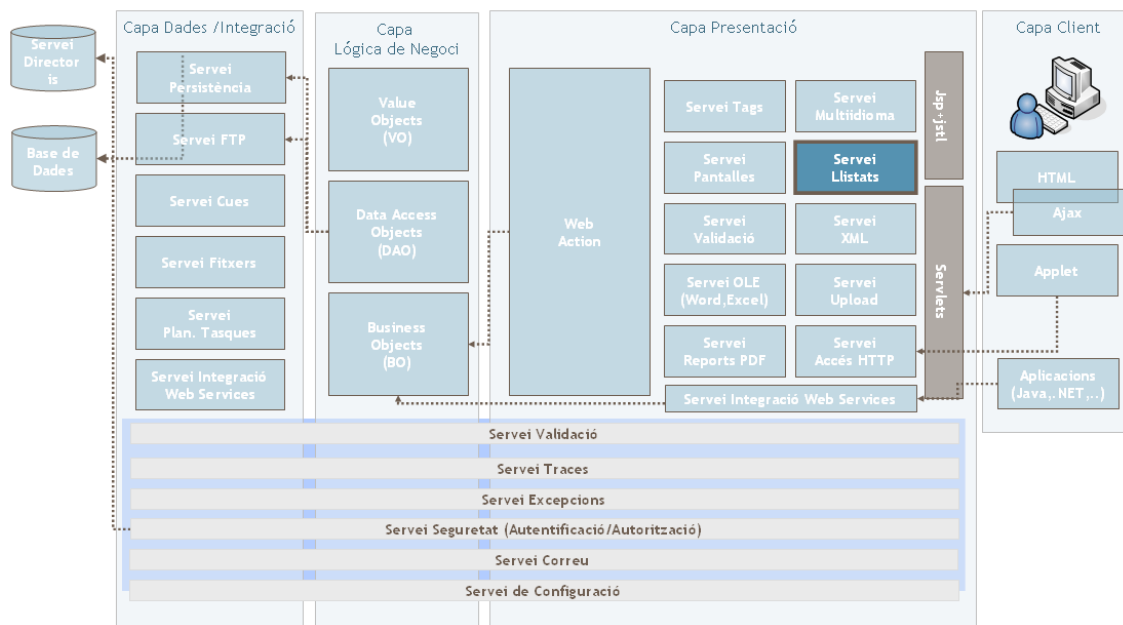 Servei
Director
is
Base de
Dades
Capa Dades /Integració
Servei
Persistència
Servei FTP
Servei Cues
Servei Fitxers
Servei
Plan. Tasques
Servei Integració
Web Services
Capa
Lógica de Negoci
Value
Objects
(VO)
Data Access
Objects
(DAO)
Business
Objects
(BO)
Capa Presentació
Web
Action
Servei Tags
Servei
Multiidioma
Servei
Pantalles
Servei
Llistats
Servei
Validació
Servei
XML
Servei OLE
(Word,Excel)
Servei
Upload
Servei
Reports PDF
Servei
Accés HTTP
Servei Integració Web Services
Jsp+jstl
Servlets
Capa Client
HTML
Ajax
Applet
Aplicacions
(Java,.NET,..)
Servei Validació
Servei Traces
Servei Excepcions
Servei Seguretat (Autentificació/Autorització)
Servei Correu
Servei de Configuració